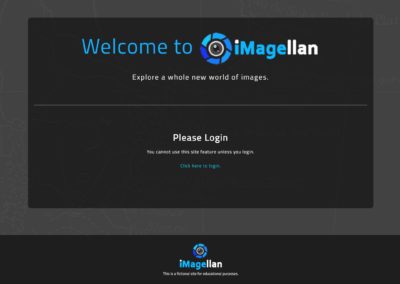 Welcome to iMagellan
Explore a whole new world of images.
Please Login
You cannot use this site feature unless you login.
Click here to login.
iMagellan
This is a fictional site for educational purposes.